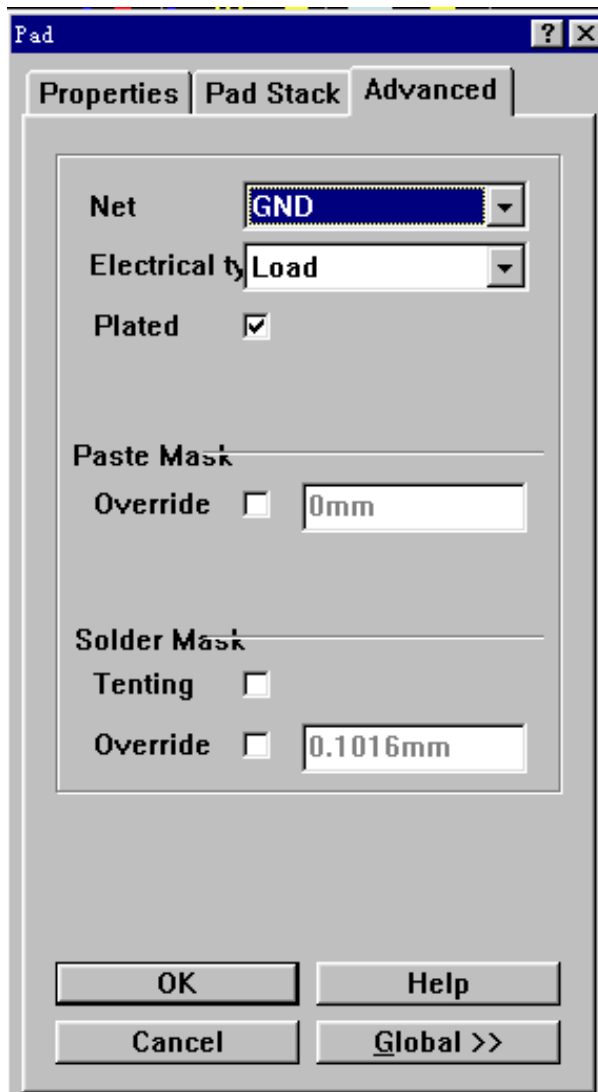 Pad
Properties Pad Stack Advanced
Net GND
Electrical ty Load
Plated
Paste Mask
Override 0mm
Solder Mask
Tenting
Override 0.1016mm
OK Help
Cancel Global >>